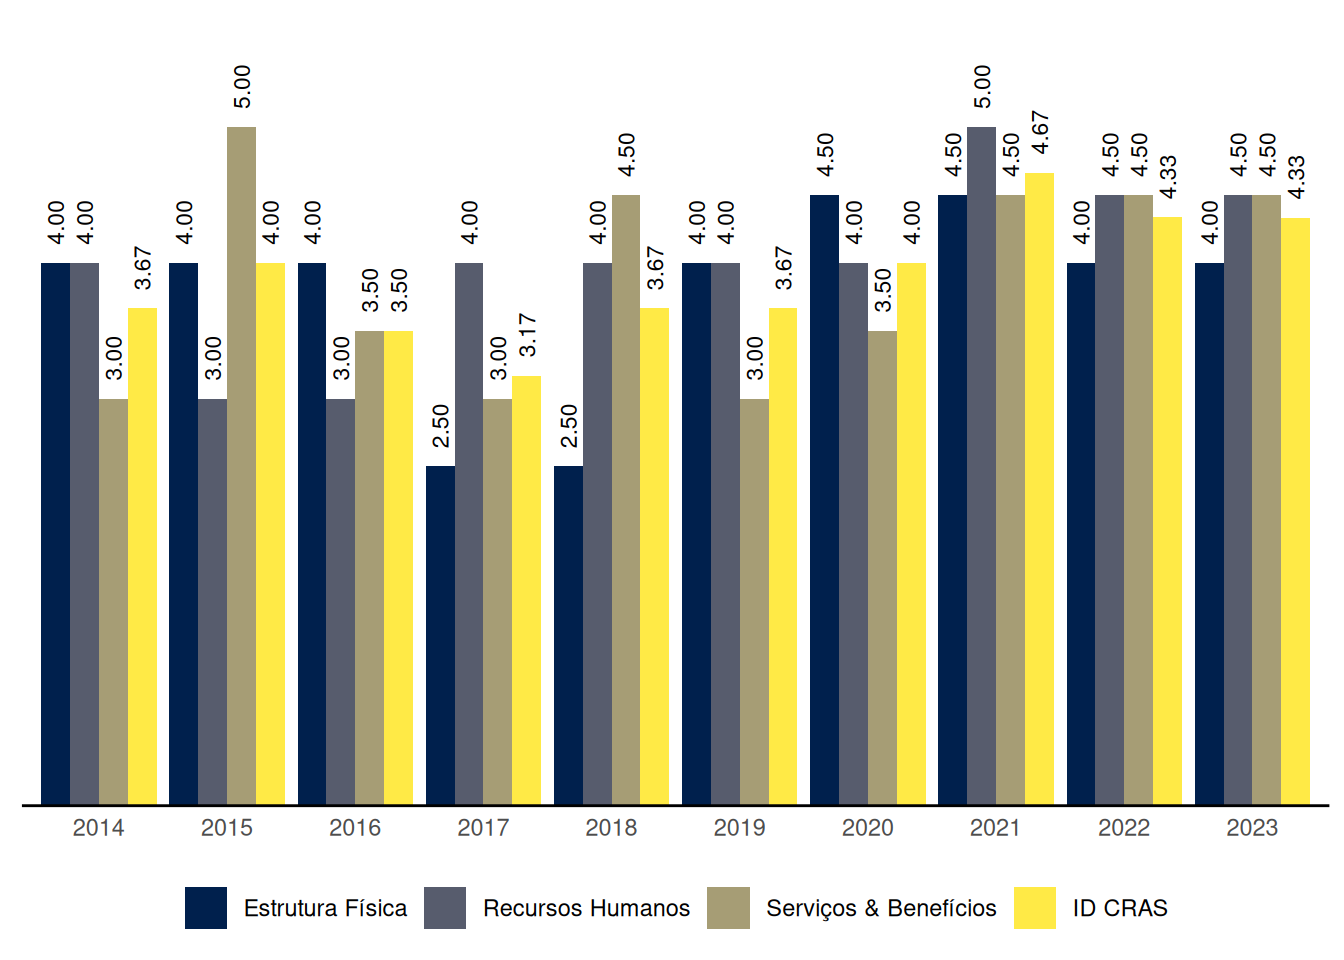 4.00 4.00 3.00 3.67
4.00 3.00 5.00 4.00
4.00 3.00 3.50 3.50
2.50 4.00 3.00 3.17
2.50 4.00 4.50 3.67
4.00 4.00 3.00 3.67
4.50 4.00 3.50 4.00
4.50 5.00 4.50 4.67
4.00 4.50 4.50 4.33
4.00 4.50 4.50 4.33
2014 2015 2016 2017 2018 2019 2020 2021 2022 2023
Estrutura Física Recursos Humanos Serviços & Benefícios ID CRAS